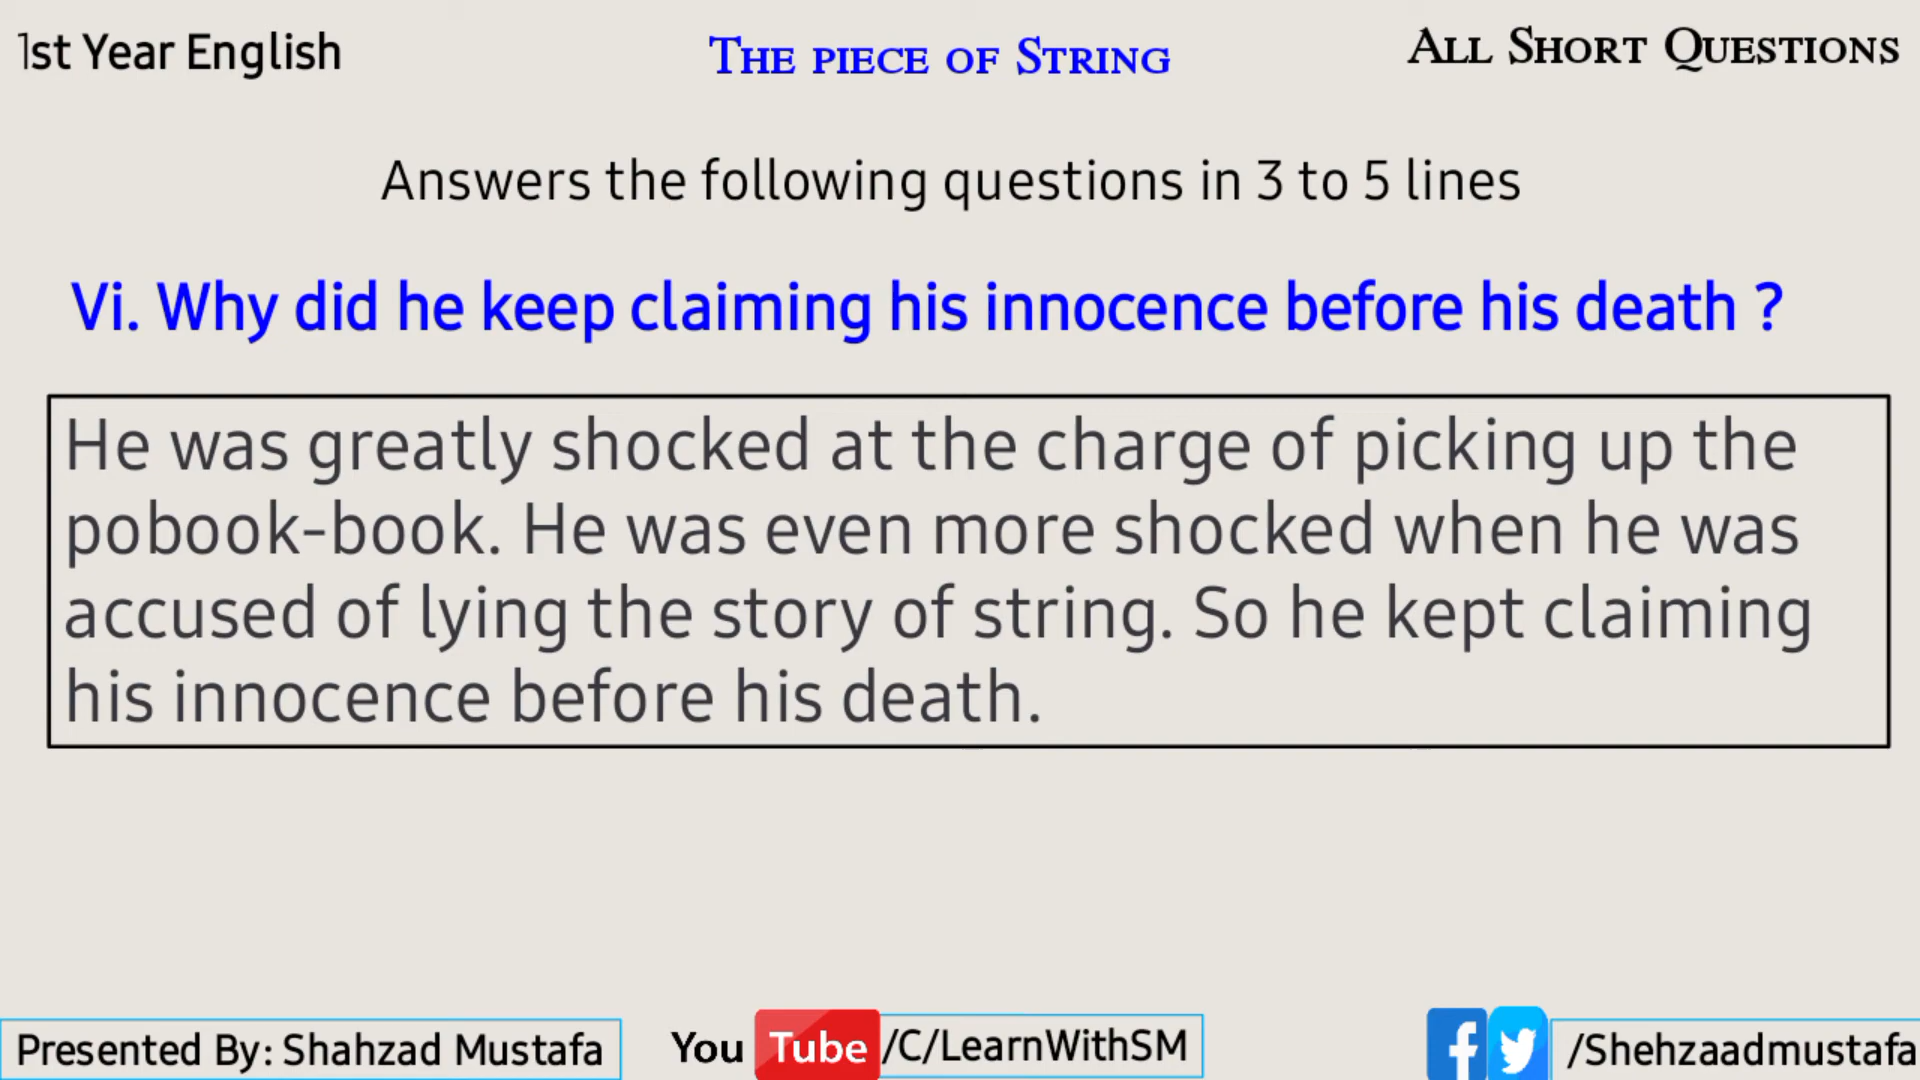 1st Year English
The piece of String
All Short Questions
Answers the following questions in 3 to 5 lines
Vi. Why did he keep claiming his innocence before his death ?
He was greatly shocked at the charge of picking up the
pobook-book. He was even more shocked when he was
accused of lying the story of string. So he kept claiming
his innocence before his death.
Presented By: Shahzad Mustafa
You Tube /C/LearnWithSM
/Shehzaadmustafa